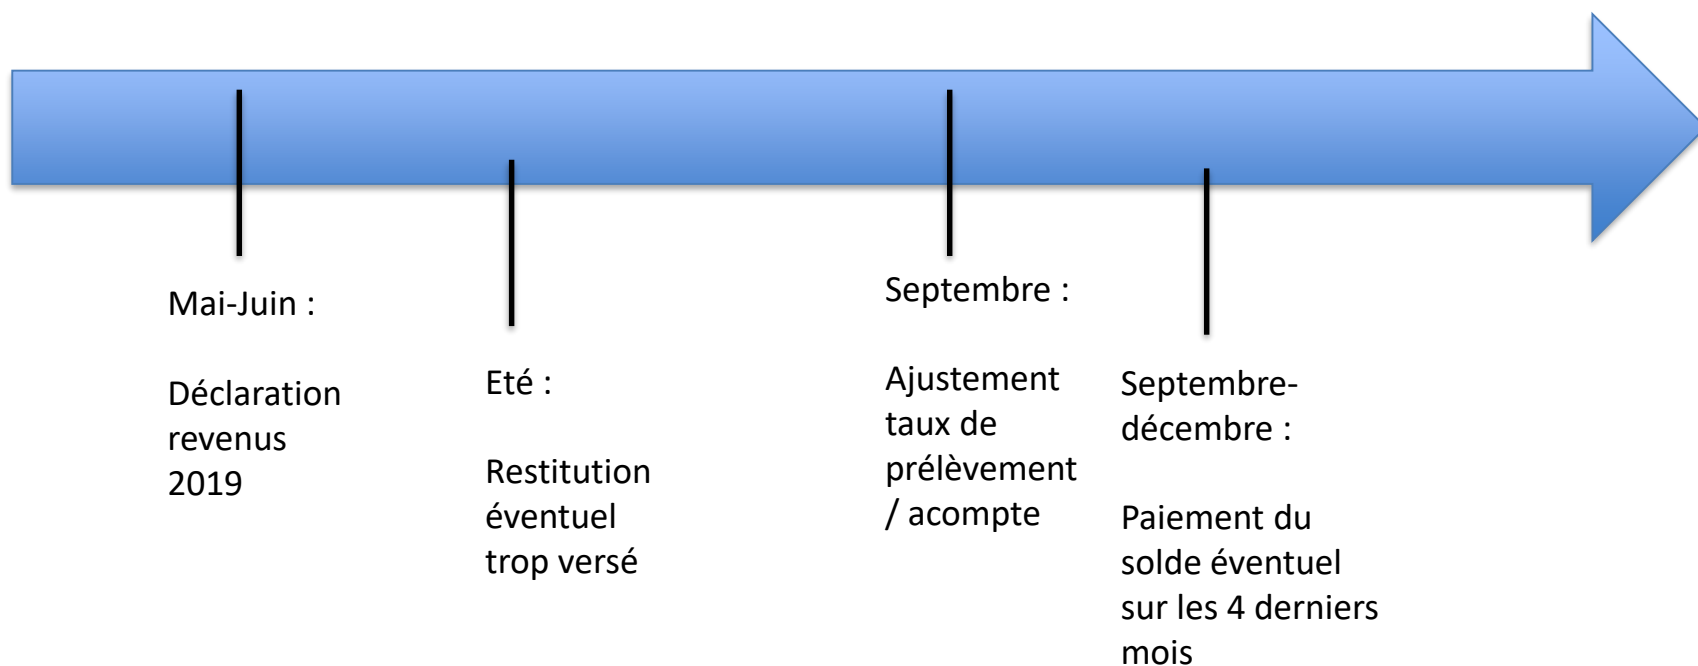 Mai-Juin :
Déclaration
revenus
2019
Eté :
Restitution
éventuel
trop versé
Septembre :
Ajustement
taux de
prélèvement
/ acompte
Septembre-
décembre :
Paiement du
solde éventuel
sur les 4 derniers
mois